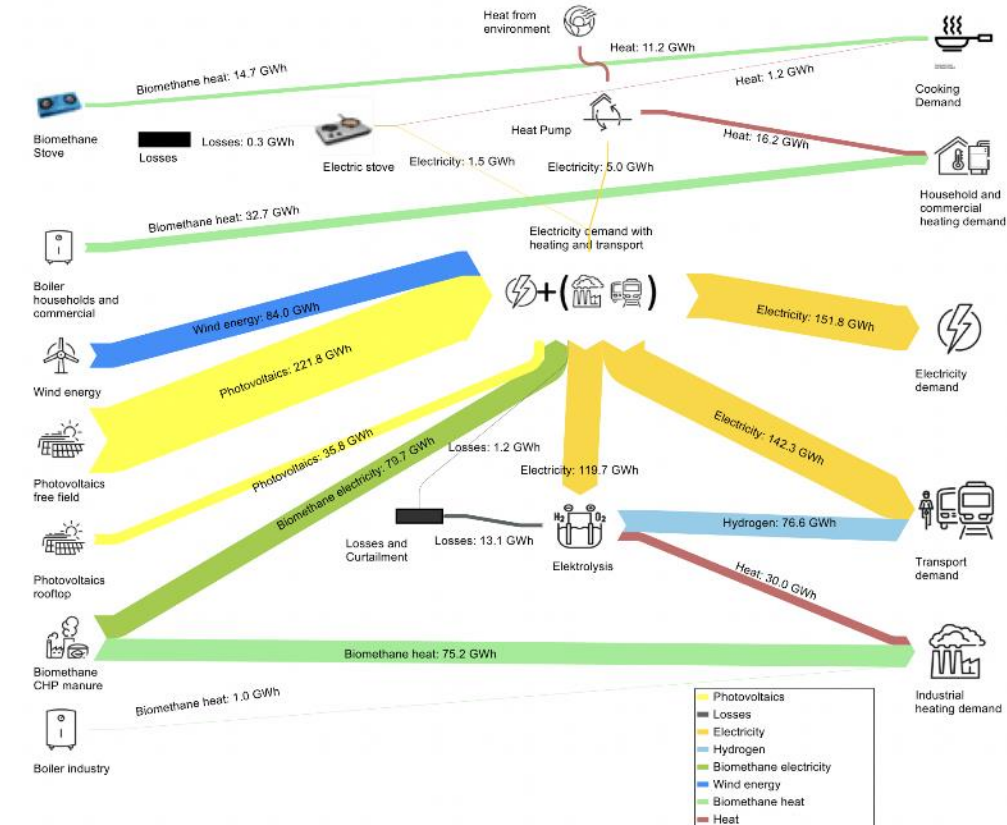 Heat from
environment
Heat: 11.2 GWh
Biomethane heat: 14.7 GWh
Heat: 1.2 GWh
Cooking
Demand
Biomethane
Stove
Losses
Losses: 0.3 GWh
Electric stove
Heat Pump
Heat: 16.2 GWh
Electricity: 1.5 GWh
Electricity: 5.0 GWh
Household and
commercial
heating demand
Biomethane heat: 32.7 GWh
Electricity demand with
heating and transport
Boiler
households and
commercial
+( )
Wind energy: 84.0 GWh
Electricity: 151.8 GWh
Wind energy
Photovoltaics: 221.8 GWh
Electricity
demand
Photovoltaics
free field
Photovoltaics: 35.8 GWh
Biomethane electricity: 79.7 GWh
Losses: 1.2 GWh
Electricity: 142.3 GWh
Electricity: 119.7 GWh
H2 O2
Losses and
Curtailment
Losses: 13.1 GWh
Elektrolysis
Hydrogen: 76.6 GWh
Transport
demand
Photovoltaics
rooftop
Heat: 30.0 GWh
Biomethane
CHP manure
Biomethane heat: 75.2 GWh
Industrial
heating demand
Biomethane heat: 1.0 GWh
Boiler industry
Photovoltaics
Losses
Electricity
Hydrogen
Biomethane electricity
Wind energy
Biomethane heat
Heat